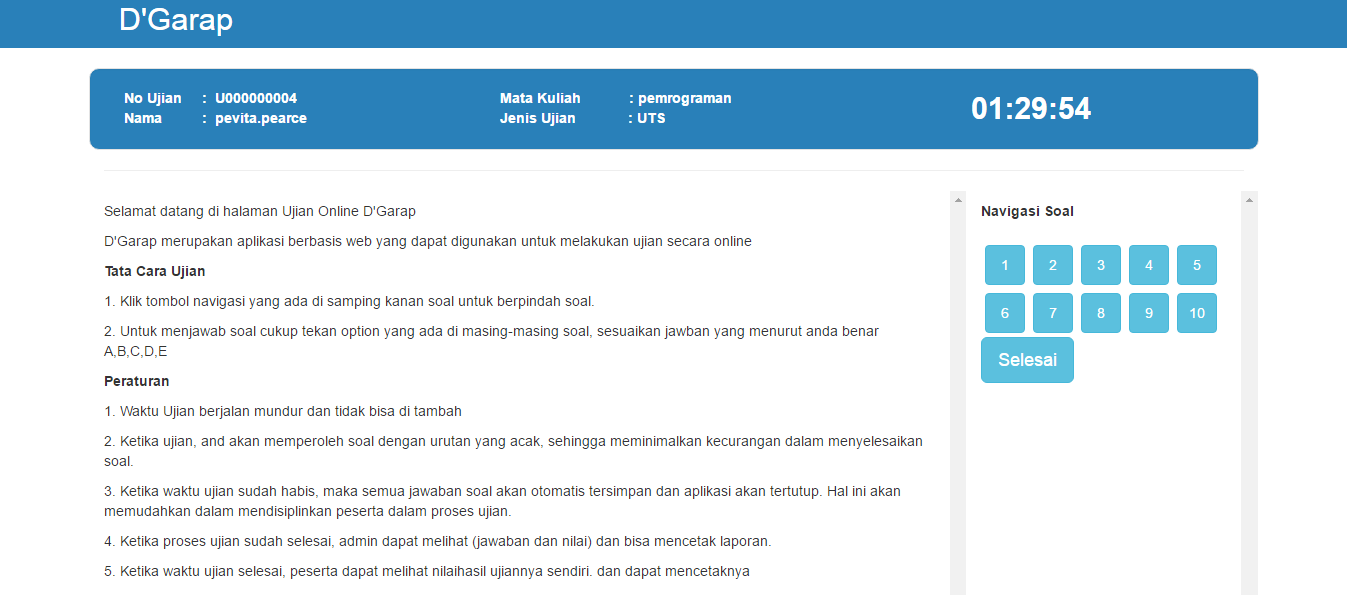 D'Garap
No Ujian : U000000004
Nama : pevita.pearce
Mata Kuliah : pemrograman
Jenis Ujian : UTS
01:29:54
Selamat datang di halaman Ujian Online D'Garap
D'Garap merupakan aplikasi berbasis web yang dapat digunakan untuk melakukan ujian secara online
Tata Cara Ujian
1. Klik tombol navigasi yang ada di samping kanan soal untuk berpindah soal.
2. Untuk menjawab soal cukup tekan option yang ada di masing-masing soal, sesuaikan jawban yang menurut anda benar
A,B,C,D,E
Peraturan
1. Waktu Ujian berjalan mundur dan tidak bisa di tambah
2. Ketika ujian, and akan memperoleh soal dengan urutan yang acak, sehingga meminimalkan kecurangan dalam menyelesaikan
soal.
3. Ketika waktu ujian sudah habis, maka semua jawaban soal akan otomatis tersimpan dan aplikasi akan tertutup. Hal ini akan
memudahkan dalam mendisiplinkan peserta dalam proses ujian.
4. Ketika proses ujian sudah selesai, admin dapat melihat (jawaban dan nilai) dan bisa mencetak laporan.
5. Ketika waktu ujian selesai, peserta dapat melihat nilaihasil ujiannya sendiri. dan dapat mencetaknya
Navigasi Soal
1 2 3 4 5
6 7 8 9 10
Selesai